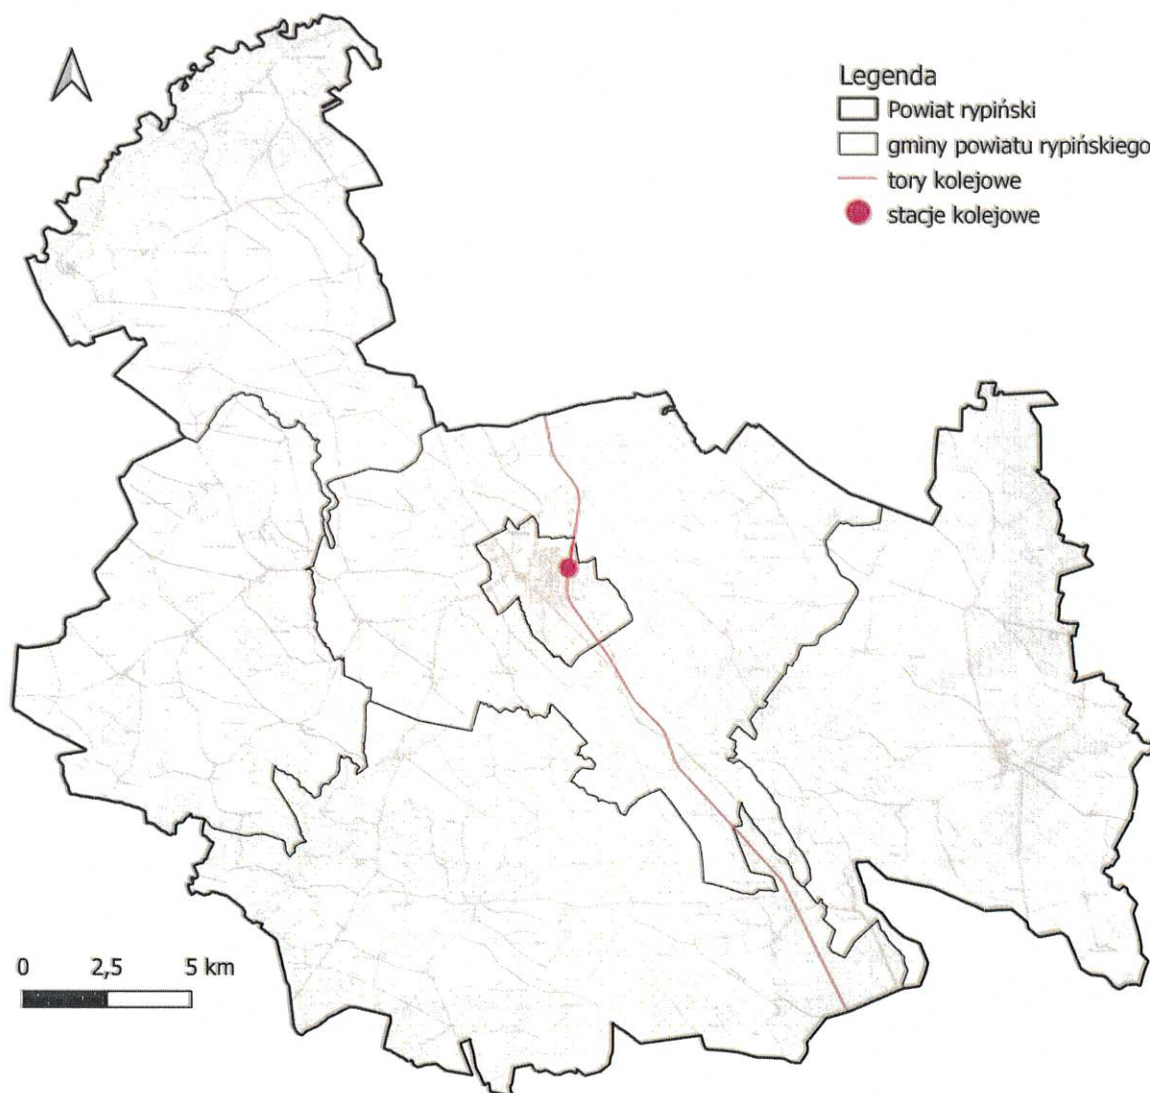 Legenda
Powiat rypiński
gminy powiatu rypińskiego
tory kolejowe
stacje kolejowe
0 2,5 5 km